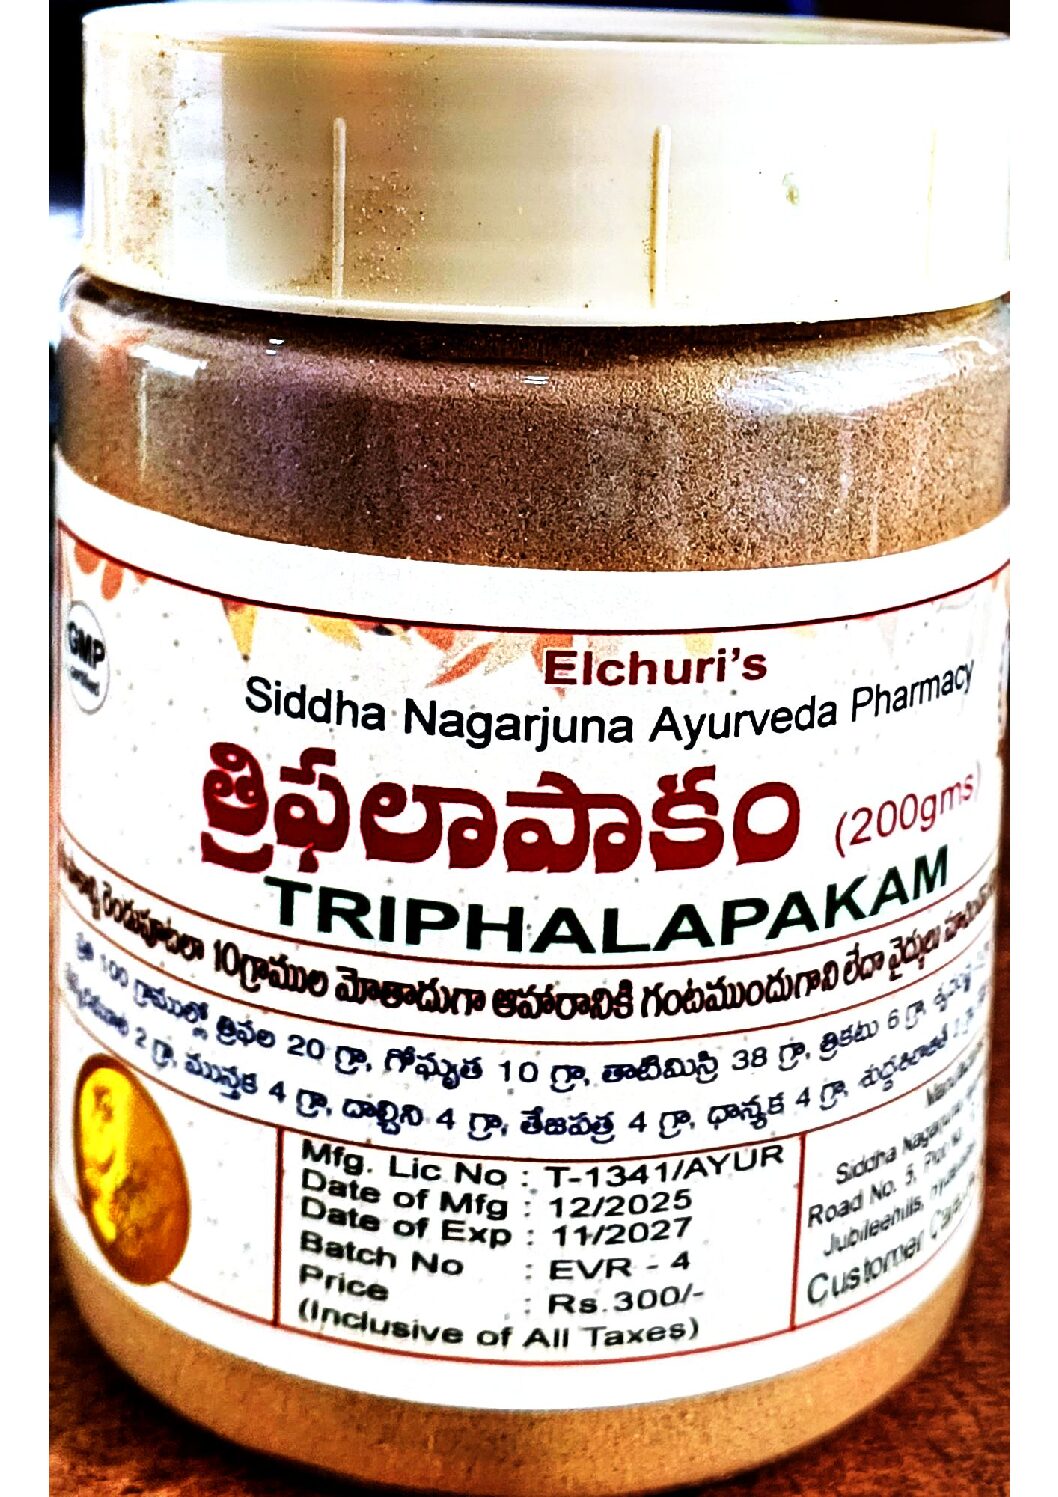 GMP
Elchuri's
Siddha Nagarjuna Ayurveda Pharmacy
త్రిఫలాపాకం (200gms)
TRIPHALAPAKAM
రెండుపూటలా 10గ్రాముల మోతాదుగా ఆహారానికి గంటముందుగాని లేదా వైద్యుల
ప్రతి 100 గ్రాముల్లో త్రిఫల 20 గ్రా, గోఘృత 10 గ్రా, తాటిమిస్రి 38 గ్రా, త్రికటు 6 గ్రా,
2 గ్రా, ముస్తక 4 గ్రా, దాల్చిని 4 గ్రా, తేజపత్ర 4 గ్రా, ధాన్యక 4 గ్రా,
Mfg. Lic No : T-1341/AYUR
Date of Mfg : 12/2025
Date of Exp : 11/2027
Batch No : EVR - 4
Price : Rs.300/-
(Inclusive of All Taxes)
Siddha Nagarjuna
Road No. 5, Plot No.
Jubileehills,
Customer